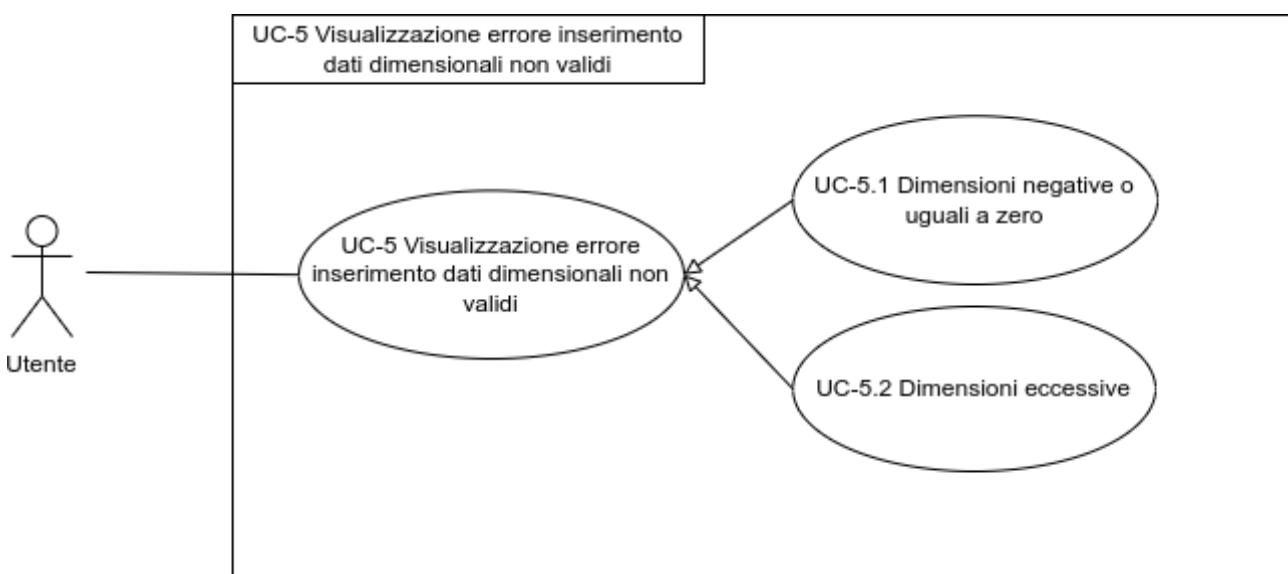 UC-5 Visualizzazione errore inserimento
dati dimensionali non validi
UC-5.1 Dimensioni negative o
uguali a zero
UC-5 Visualizzazione errore
inserimento dati dimensionali non
validi
Utente
UC-5.2 Dimensioni eccessive